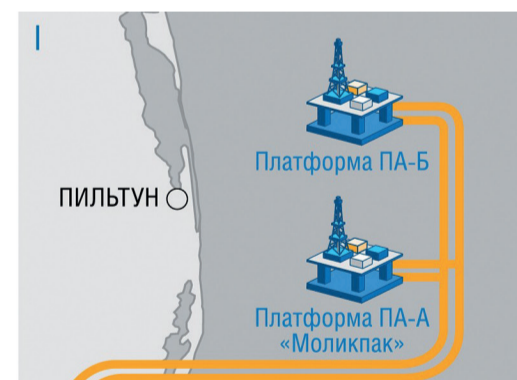 I
Платформа ПА-Б
ПИЛЬТУН
Платформа ПА-А
«Моликпак»